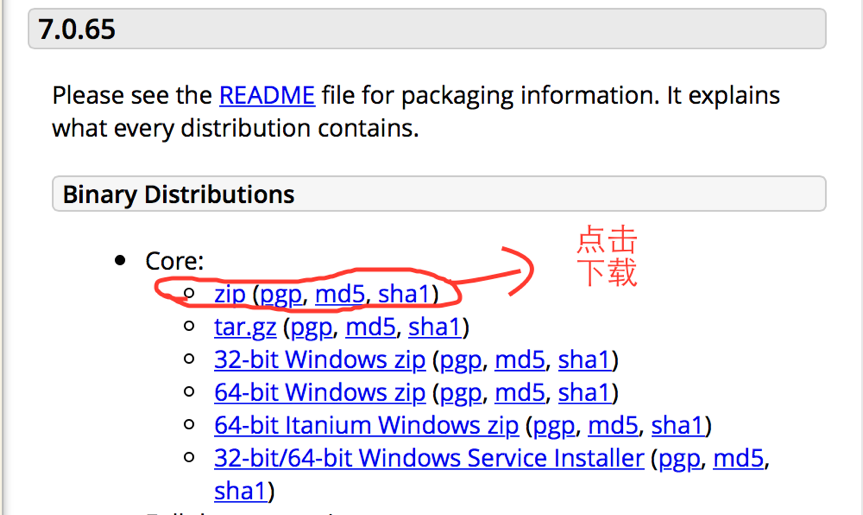 7.0.65
Please see the README file for packaging information. It explains
what every distribution contains.
Binary Distributions
Core:
点击
下载
zip (pgp, md5, sha1)
tar.gz (pgp, md5, sha1)
32-bit Windows zip (pgp, md5, sha1)
64-bit Windows zip (pgp, md5, sha1)
64-bit Itanium Windows zip (pgp, md5, sha1)
32-bit/64-bit Windows Service Installer (pgp, md5,
sha1)